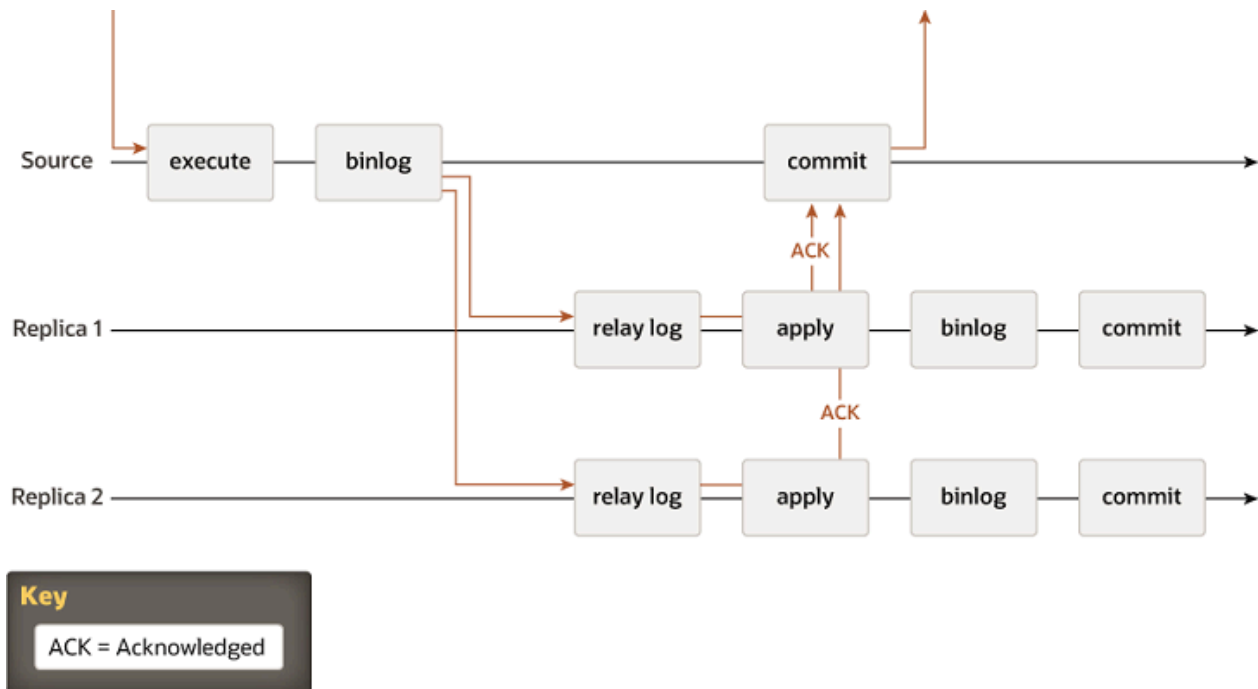 Source execute binlog commit
ACK
Replica 1 relay log apply binlog commit
ACK
Replica 2 relay log apply binlog commit
Key
ACK = Acknowledged